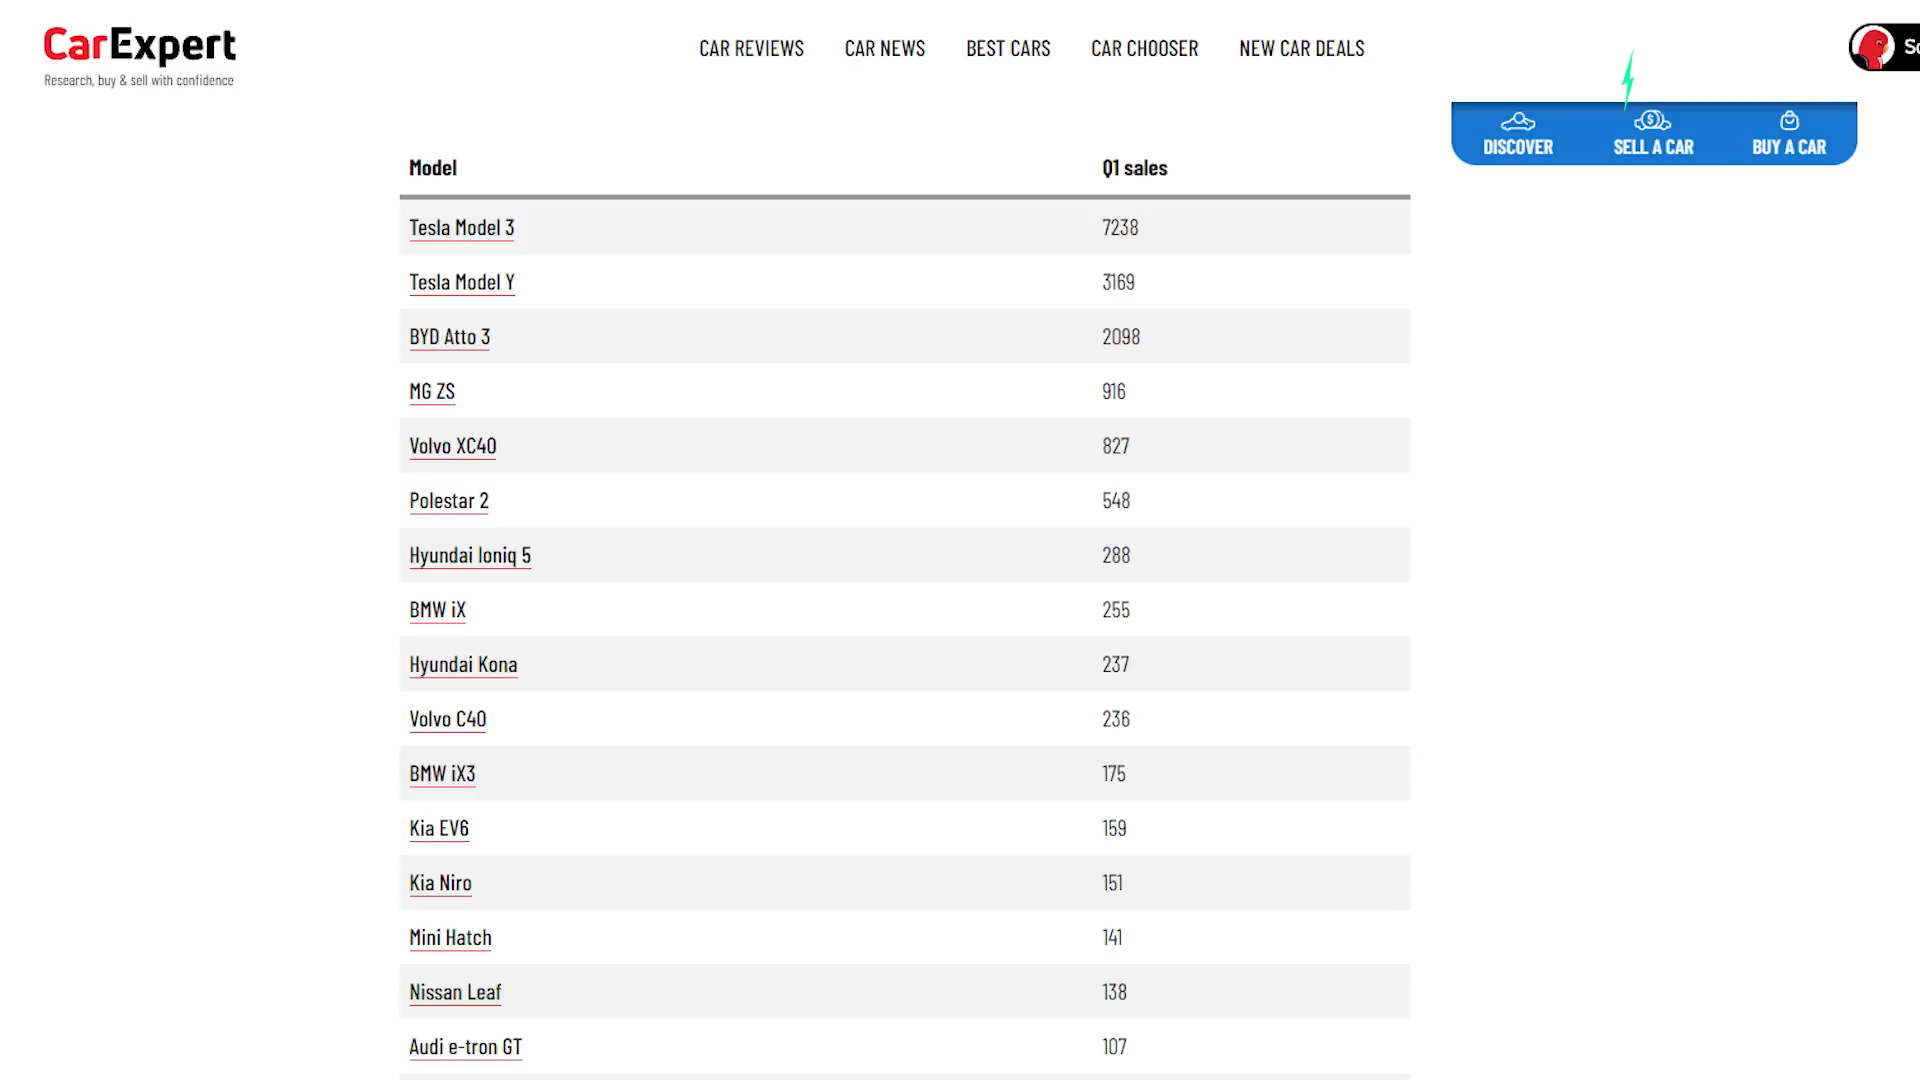 CarExpert
Research, buy & sell with confidence
CAR REVIEWS CAR NEWS BEST CARS CAR CHOOSER NEW CAR DEALS
DISCOVER SELL A CAR BUY A CAR
Model Q1 sales
Tesla Model 3 7238
Tesla Model Y 3169
BYD Atto 3 2098
MG ZS 916
Volvo XC40 827
Polestar 2 548
Hyundai Ioniq 5 288
BMW iX 255
Hyundai Kona 237
Volvo C40 236
BMW iX3 175
Kia EV6 159
Kia Niro 151
Mini Hatch 141
Nissan Leaf 138
Audi e-tron GT 107